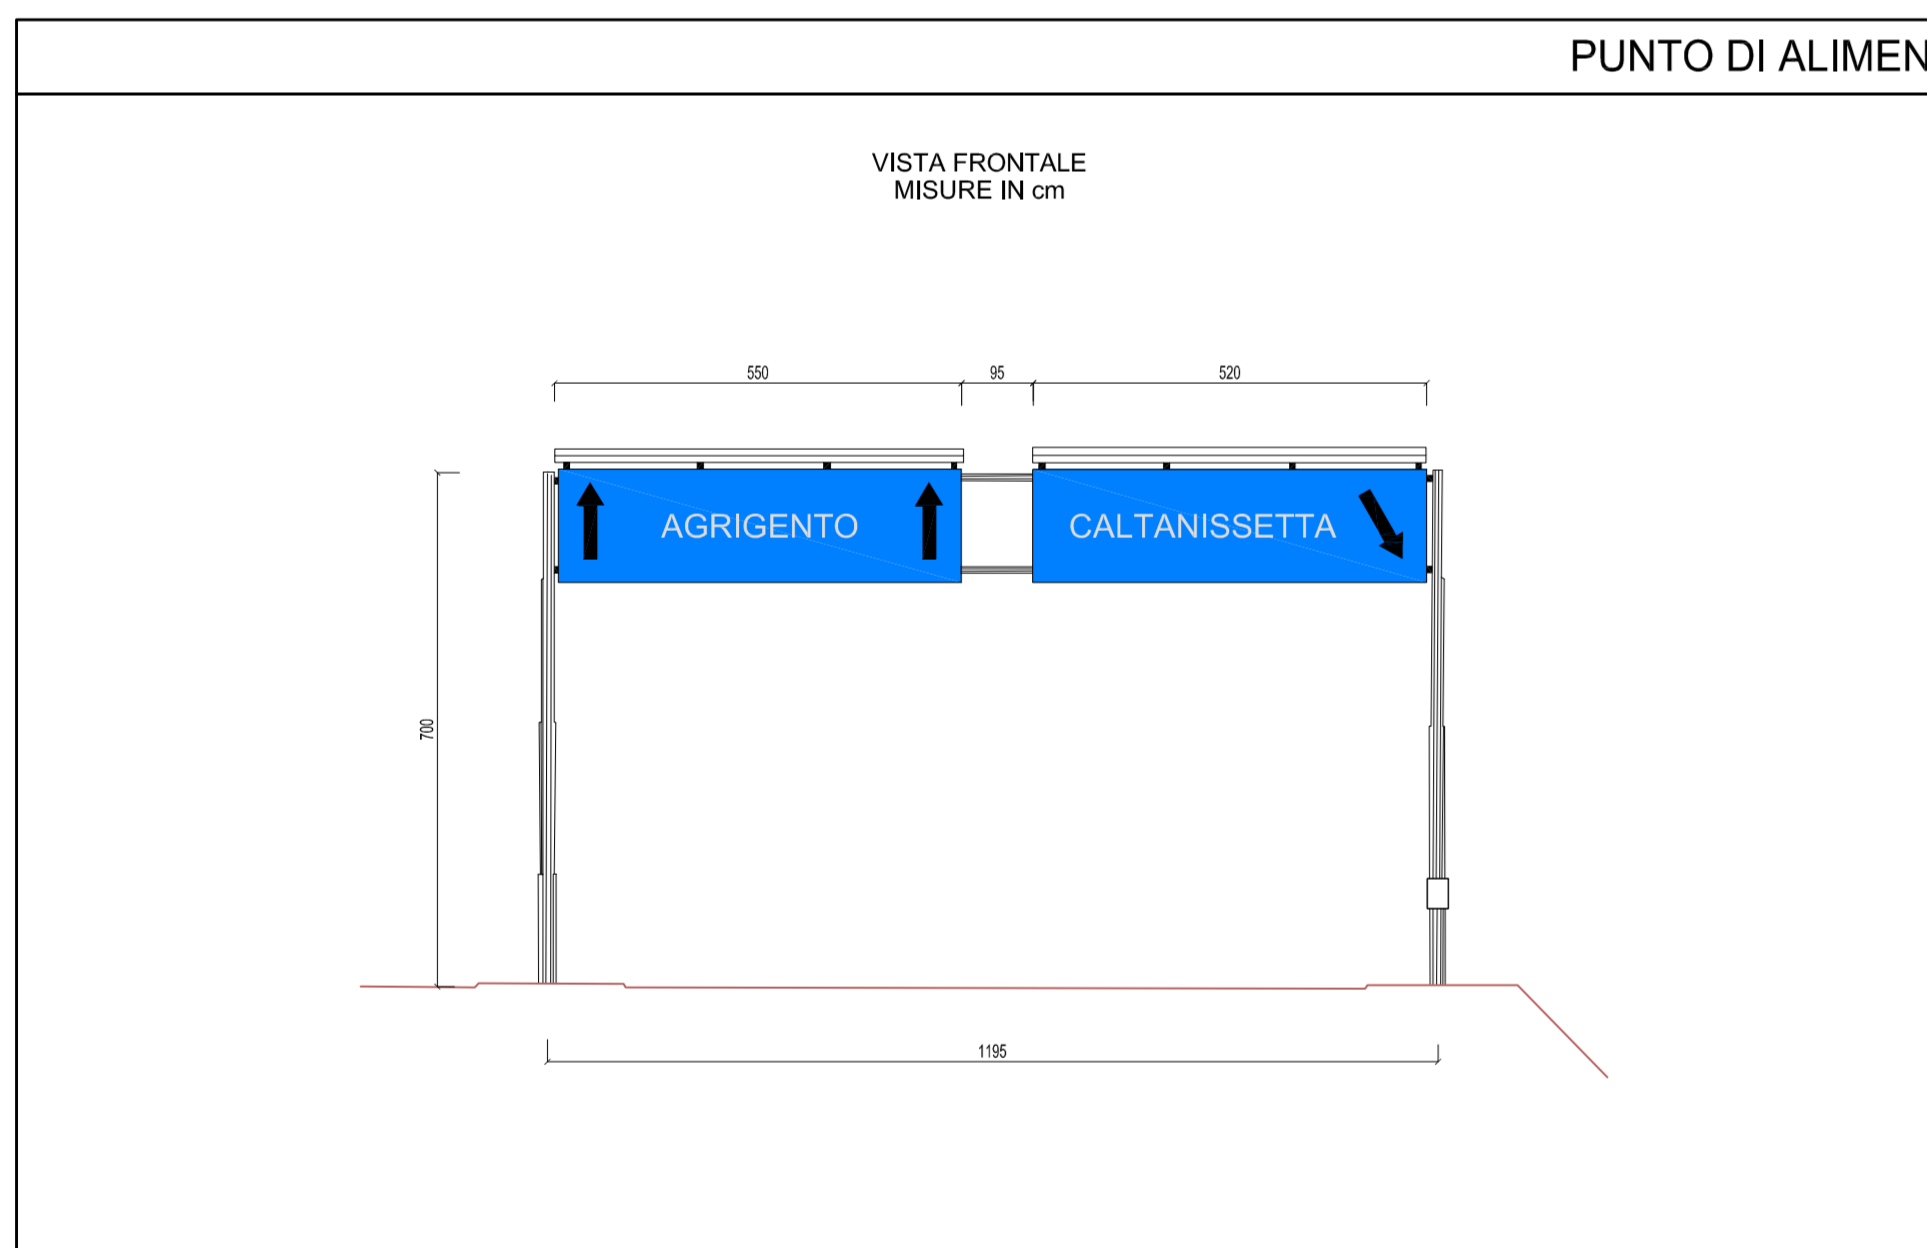 PUNTO DI ALIMEN
VISTA FRONTALE
MISURE IN cm
550
95
520
AGRIGENTO
CALTANISSETTA
700
1195